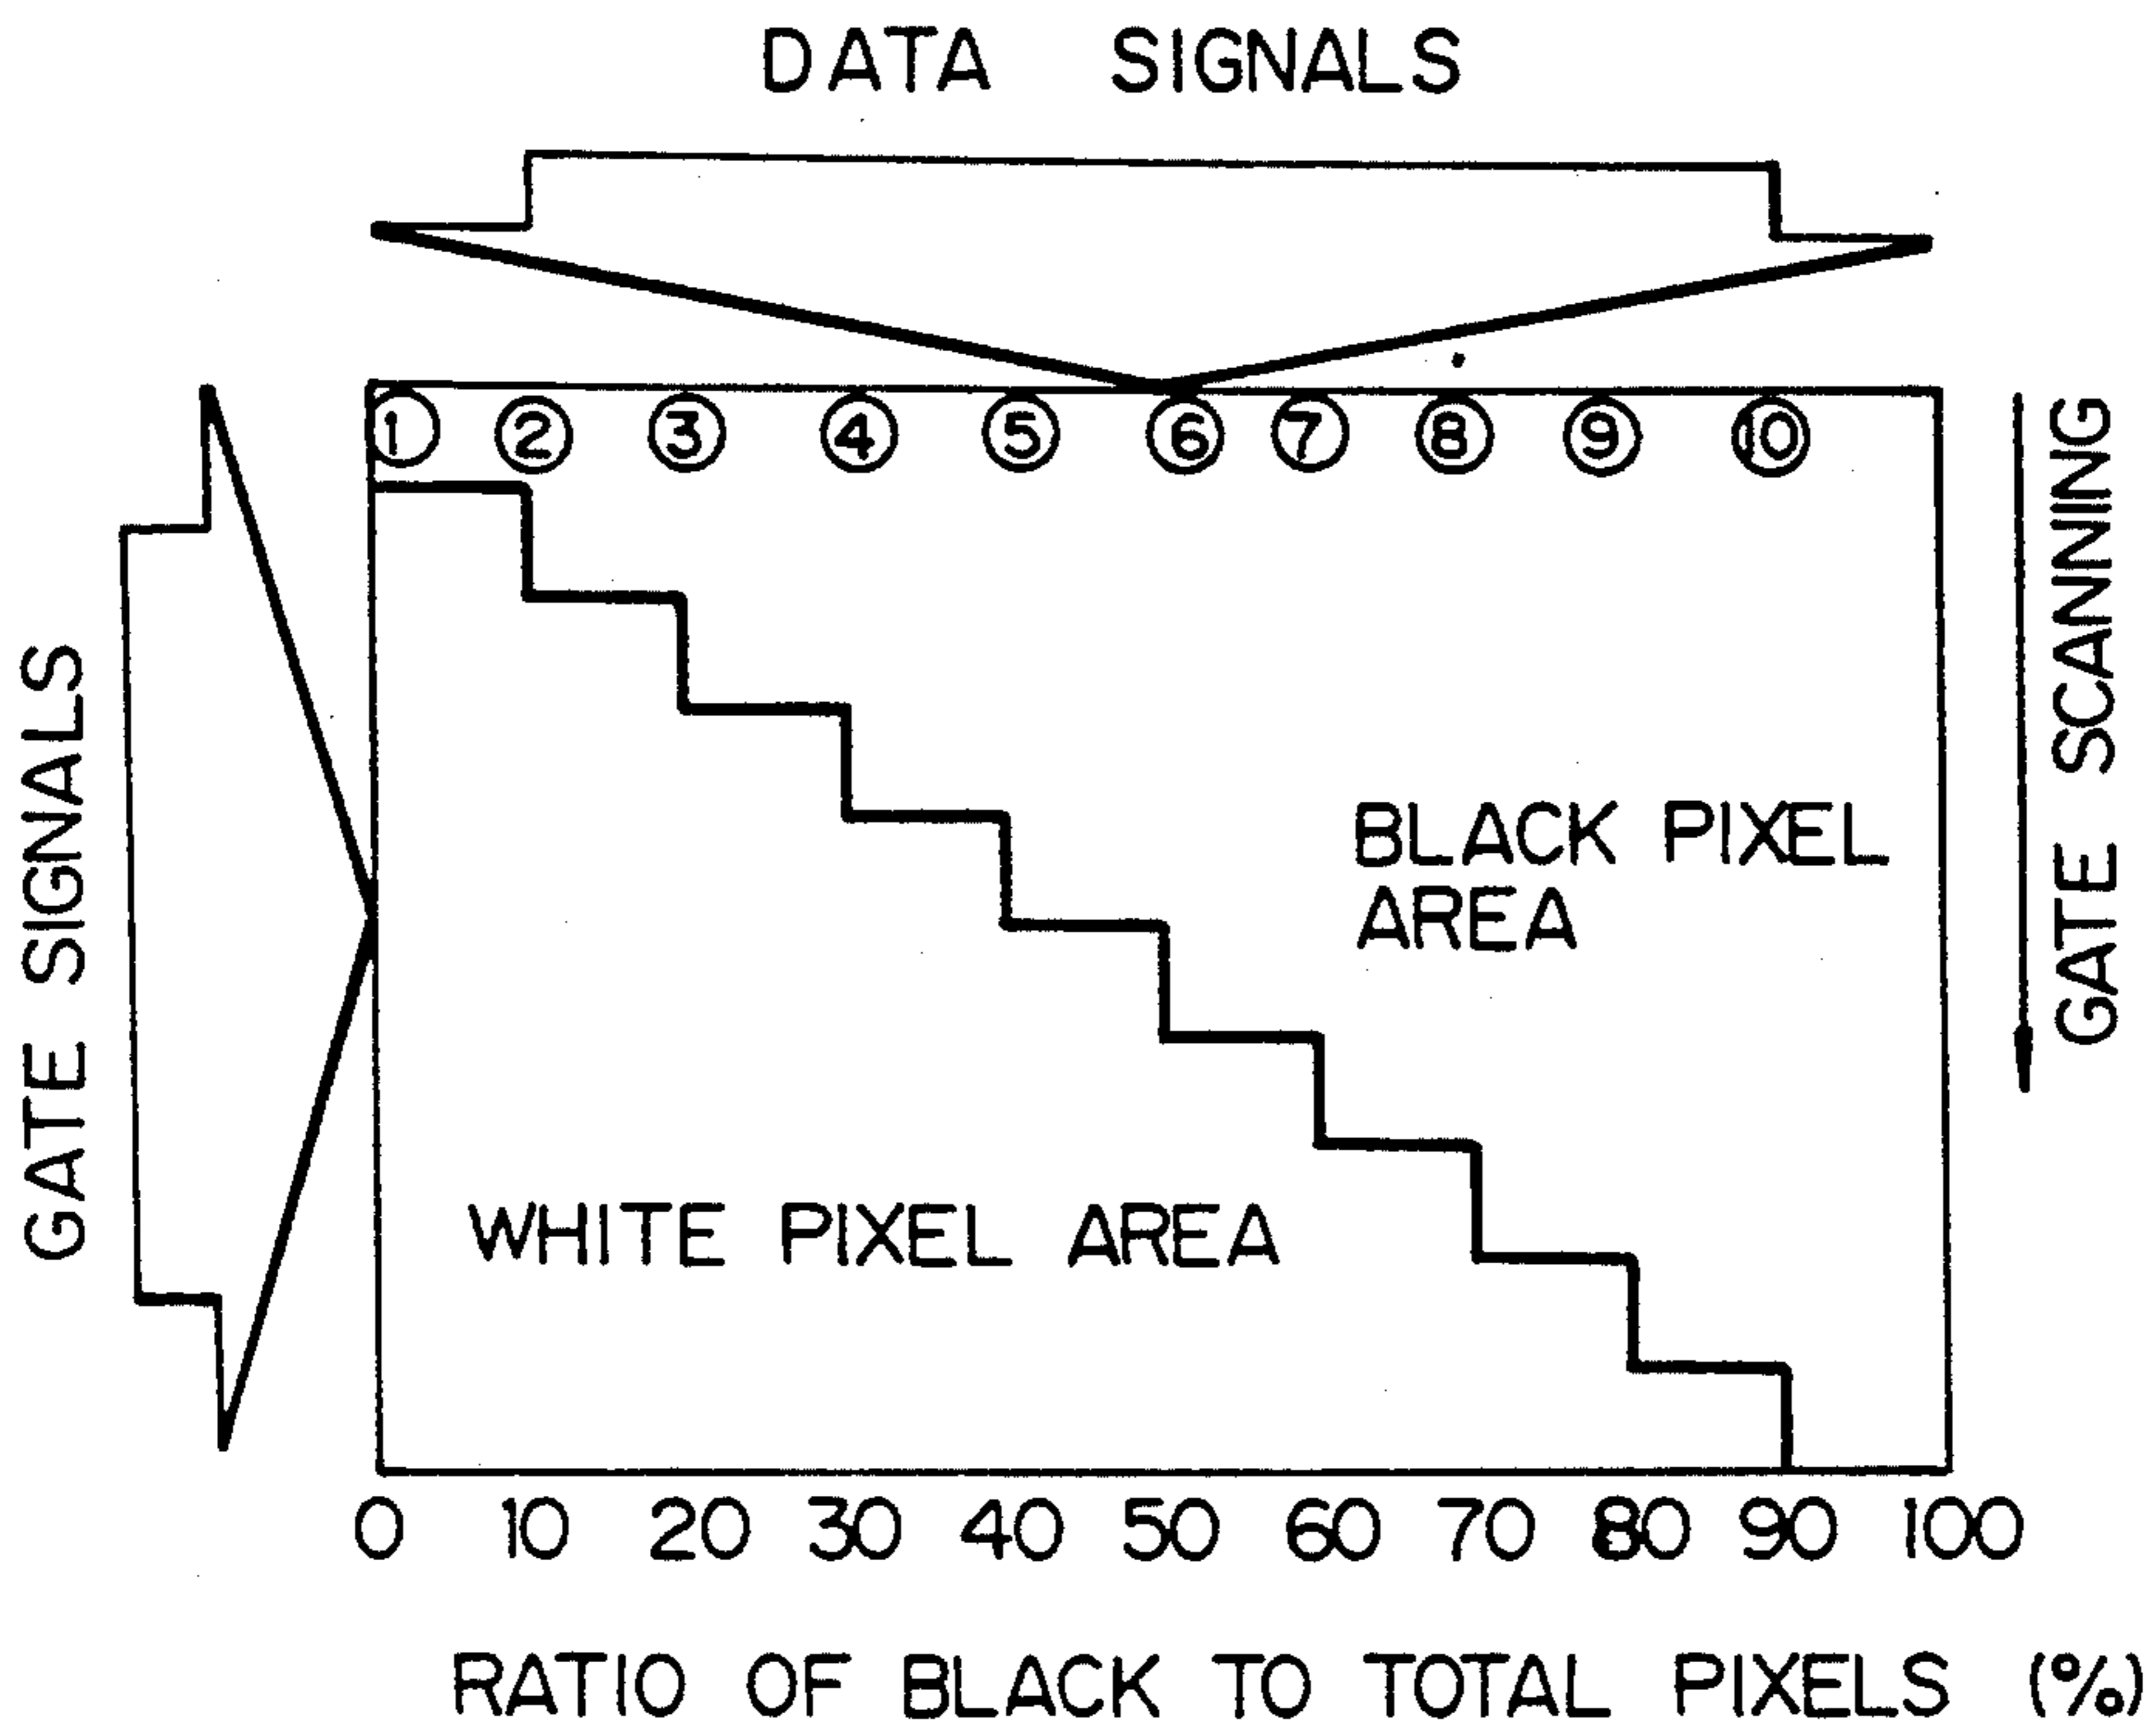 DATA SIGNALS
① ② ③ ④ ⑤ ⑥ ⑦ ⑧ ⑨ ⑩
GATE SIGNALS
GATE SCANNING
BLACK PIXEL
AREA
WHITE PIXEL AREA
0 10 20 30 40 50 60 70 80 90 100
RATIO OF BLACK TO TOTAL PIXELS (%)